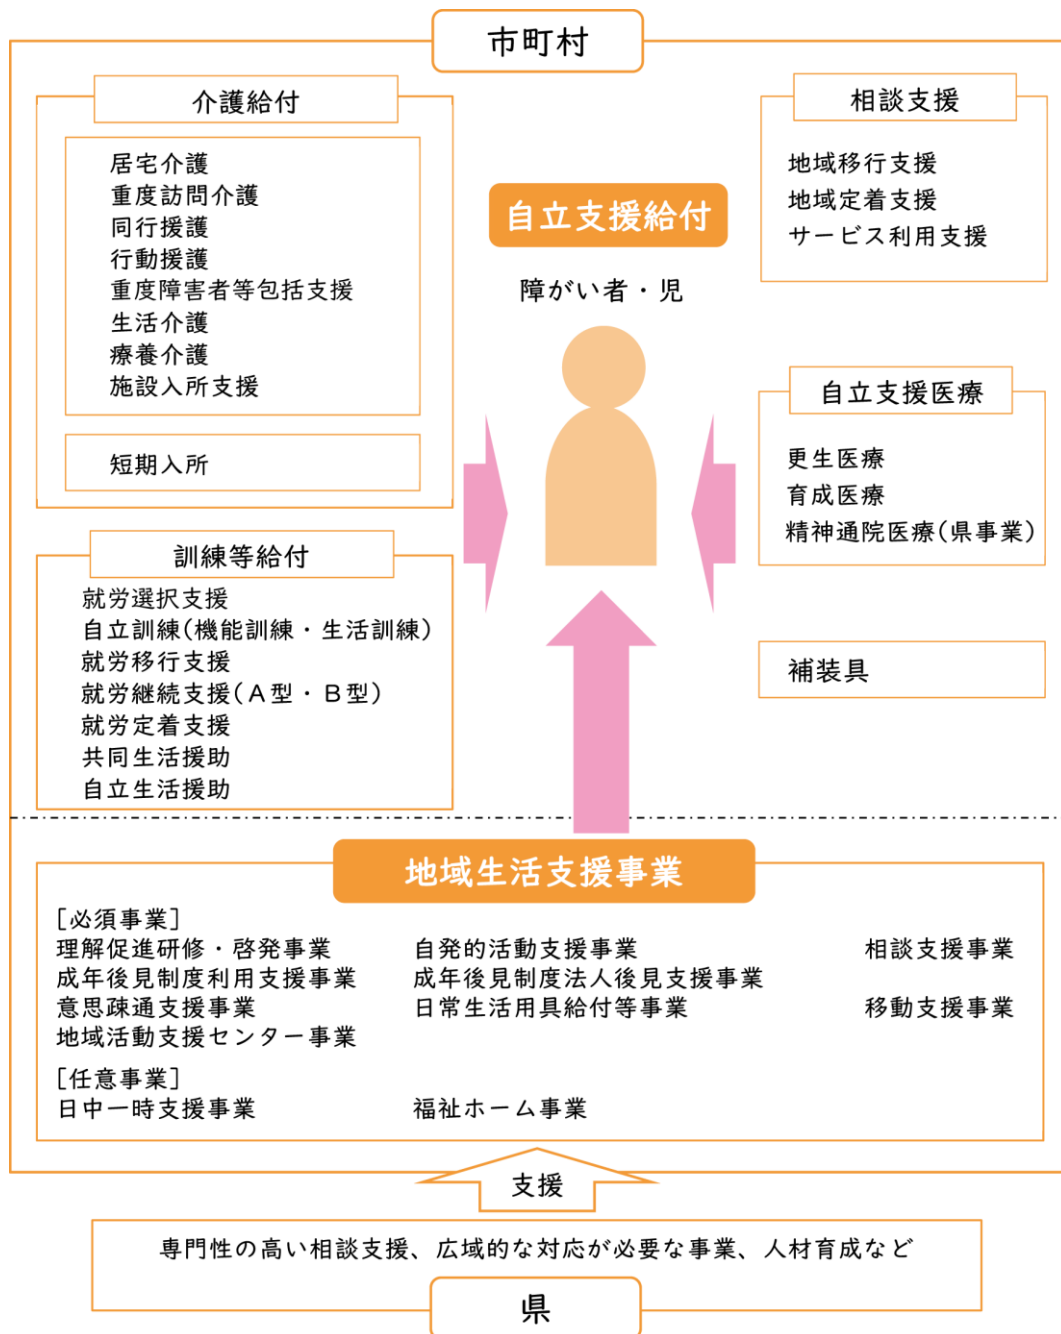 市町村
介護給付
居宅介護
重度訪問介護
同行援護
行動援護
重度障害者等包括支援
生活介護
療養介護
施設入所支援
短期入所
訓練等給付
就労選択支援
自立訓練(機能訓練・生活訓練)
就労移行支援
就労継続支援(A型・B型)
就労定着支援
共同生活援助
自立生活援助
自立支援給付
障がい者・児
相談支援
地域移行支援
地域定着支援
サービス利用支援
自立支援医療
更生医療
育成医療
精神通院医療(県事業)
補装具
地域生活支援事業
[必須事業]
理解促進研修・啓発事業 自発的活動支援事業 相談支援事業
成年後見制度利用支援事業 成年後見制度法人後見支援事業
意思疎通支援事業 日常生活用具給付等事業 移動支援事業
地域活動支援センター事業
[任意事業]
日中一時支援事業 福祉ホーム事業
支援
専門性の高い相談支援、広域的な対応が必要な事業、人材育成など
県